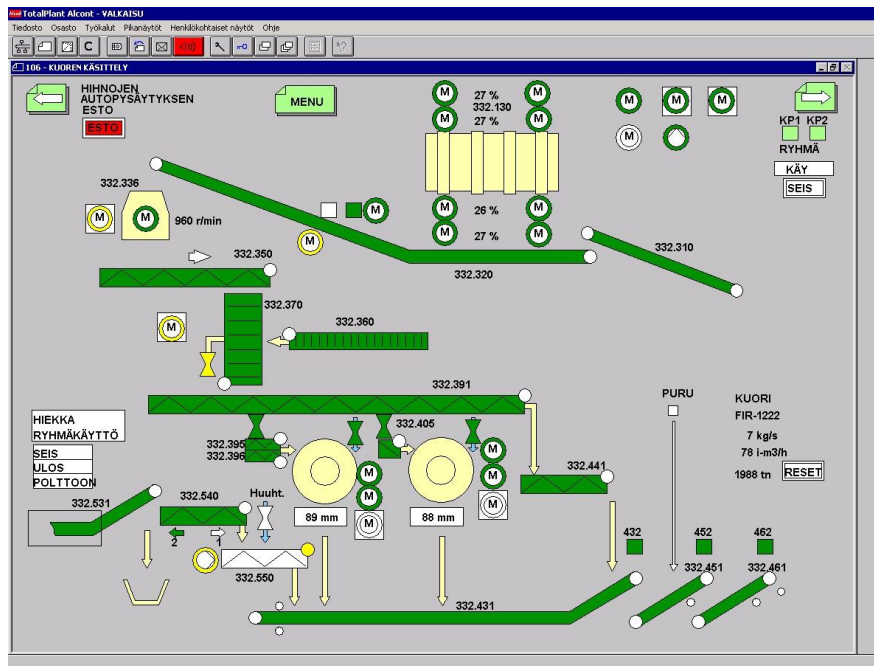 TotalPlant Alcont - VALKAISU
Tiedosto Osasto Työkalut Pikanäytöt Henkilökohtaiset näytöt Ohje
C
106 - KUOREN KÄSITTELY
HIHNOJEN
AUTOPYSÄYTYKSEN
ESTO
ESTO
MENU
M
27 %
M
332.130
M
27 %
M
M
M
M
M
KP1 KP2
RYHMÄ
KÄY
SEIS
332.336
M
M
960 r/min
M
M
M
26 %
M
M
27 %
M
332.310
332.350
332.320
332.370
M
332.360
332.391
PURU
KUORI
FIR-1222
7 kg/s
78 i-m3/h
1988 tn
RESET
HIEKKA
RYHMÄKÄYTTÖ
SEIS
ULOS
POLTTOON
332.405
332.395
332.396
M
M
M
M
M
M
332.441
332.531
332.540
Huuht.
89 mm
88 mm
432
452
462
2
1
332.550
332.451
332.461
332.431